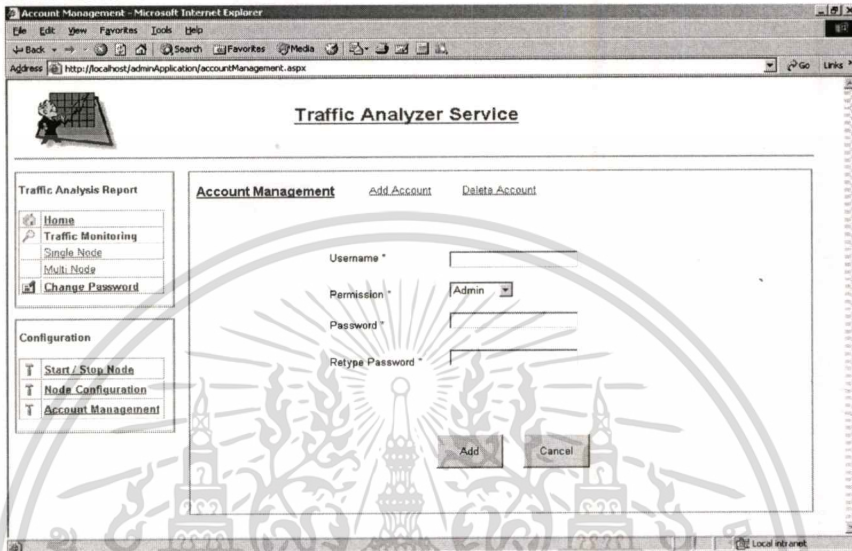 Account Management - Microsoft Internet Explorer
File Edit View Favorites Tools Help
Back Search Favorites Media
Address http://localhost/adminApplication/accountManagement.aspx Go Links
Traffic Analyzer Service
Traffic Analysis Report
Home
Traffic Monitoring
Single Node
Multi Node
Change Password
Configuration
Start / Stop Node
Node Configuration
Account Management
Account Management Add Account Delete Account
Username *
Permission * Admin
Password *
Retype Password *
Add Cancel
Local intranet